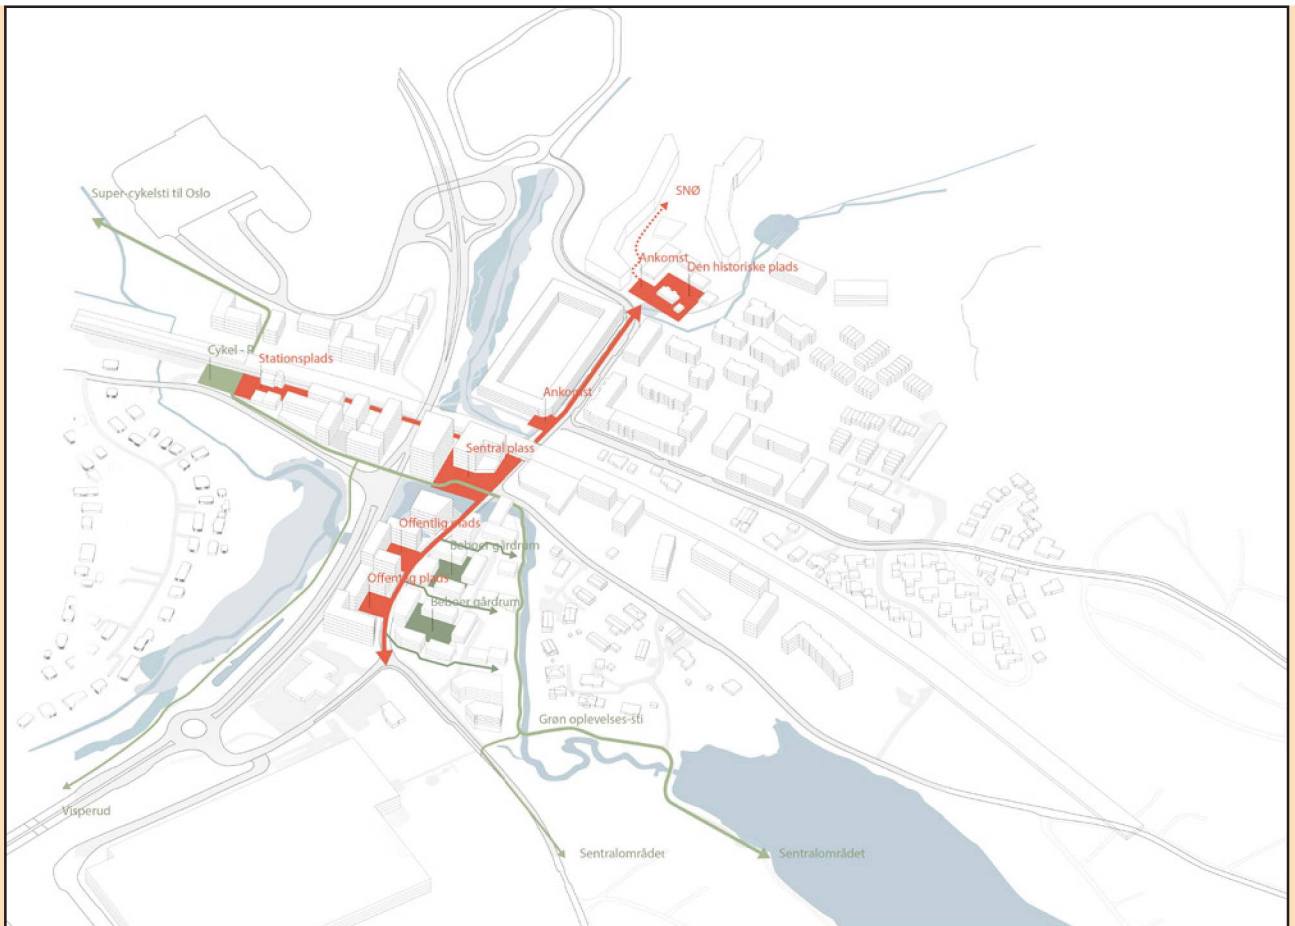 Super-cykelsti til Oslo
SNØ
Ankomst
Den historiske plads
Cykel - P
Stationsplads
Ankomst
Sentral plass
Offentlig plads
Beboer gårdrum
Offentlig plads
Beboer gårdrum
Grøn oplevelses-sti
Visperud
Sentralområdet
Sentralområdet